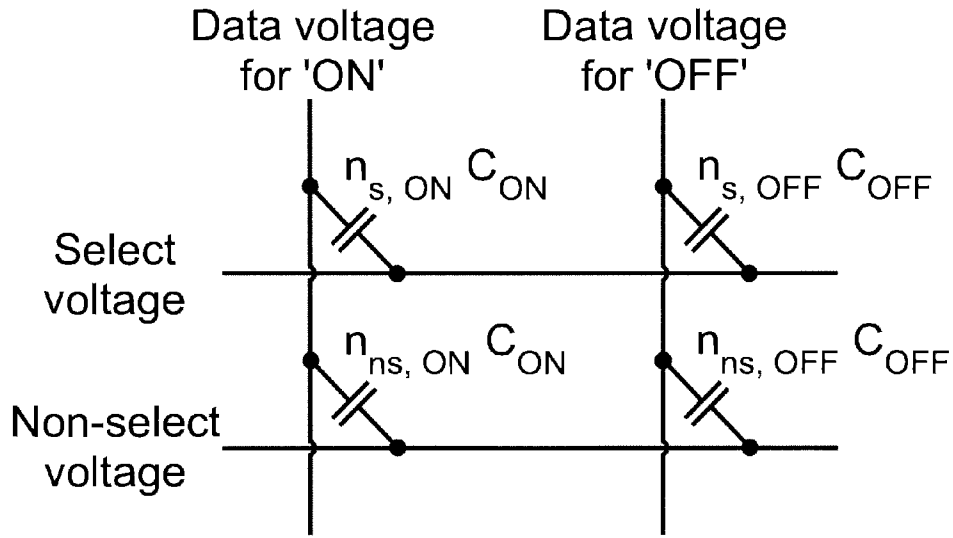 Data voltage
for 'ON'
Data voltage
for 'OFF'
n_s, ON C_ON
n_s, OFF C_OFF
Select
voltage
n_ns, ON C_ON
n_ns, OFF C_OFF
Non-select
voltage